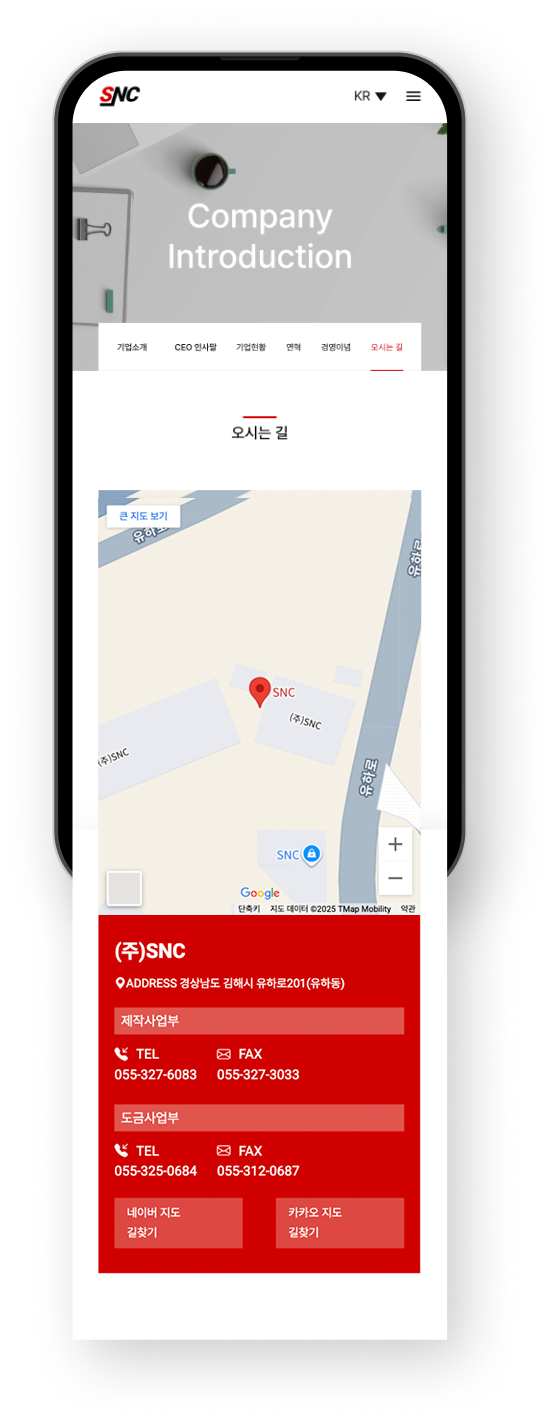 SNC
KR
Company
Introduction
기업소개 CEO 인사말 기업현황 연혁 경영이념 오시는 길
오시는 길
큰 지도 보기
유하로
유하로
SNC
(주)SNC
(주)SNC
유하로
SNC
Google
단축키 지도 데이터 ©2025 TMap Mobility 약관
(주)SNC
ADDRESS 경상남도 김해시 유하로201(유하동)
제작사업부
TEL FAX
055-327-6083 055-327-3033
도금사업부
TEL FAX
055-325-0684 055-312-0687
네이버 지도 카카오 지도
길찾기 길찾기